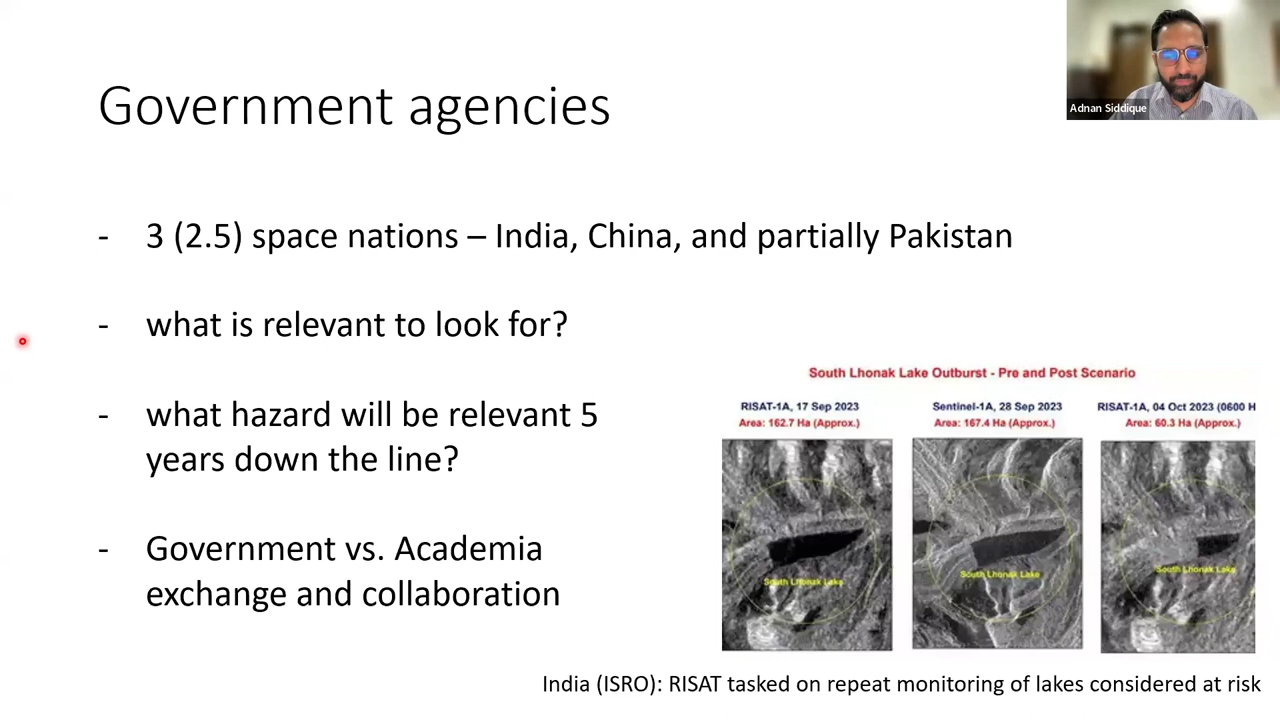 Adnan Siddique
Government agencies
- 3 (2.5) space nations – India, China, and partially Pakistan
- what is relevant to look for?
- what hazard will be relevant 5
years down the line?
- Government vs. Academia
exchange and collaboration
South Lhonak Lake Outburst - Pre and Post Scenario
RISAT-1A, 17 Sep 2023
Area: 162.7 Ha (Approx.)
South Lhonak Lake
Sentinel-1A, 28 Sep 2023
Area: 167.4 Ha (Approx.)
South Lhonak Lake
RISAT-1A, 04 Oct 2023 (0600 H
Area: 60.3 Ha (Approx.)
South Lhonak Lake
India (ISRO): RISAT tasked on repeat monitoring of lakes considered at risk